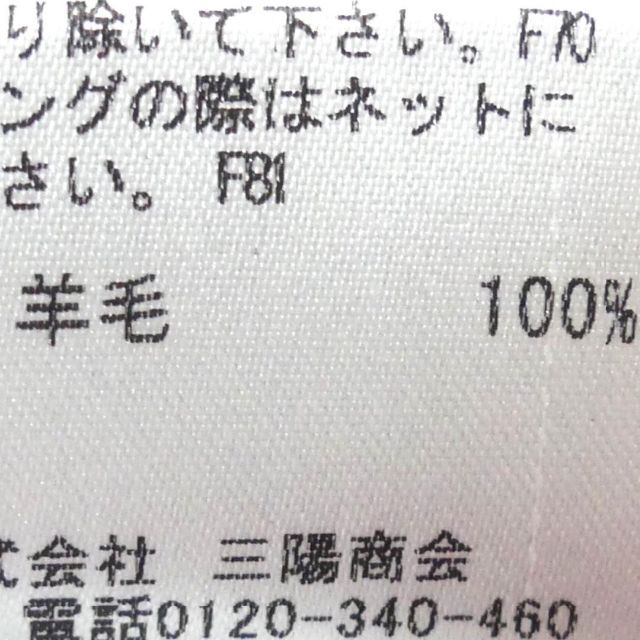 り除いて下さい。F70
ングの際はネットに
さい。 F81
羊毛 100%
式会社 三陽商会
電話0120-340-460